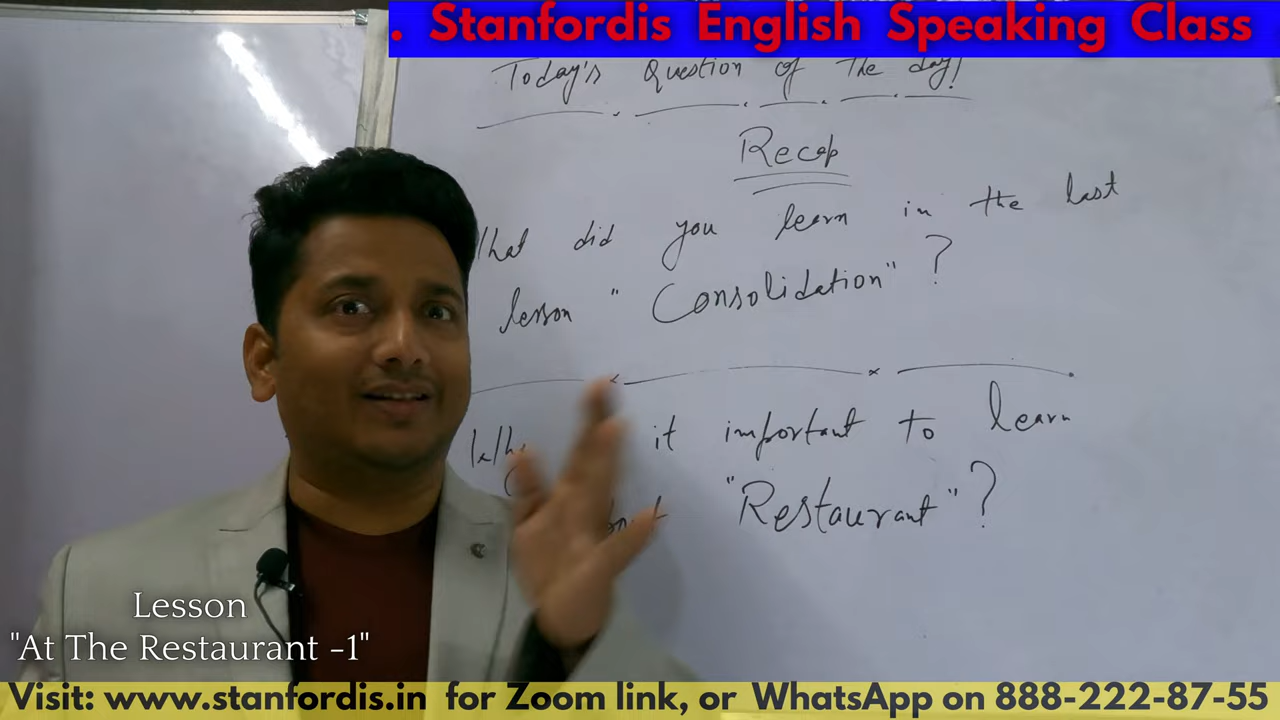 . Stanfordis English Speaking Class
Today's Question of The day!
Recap
What did you learn in the last
lesson "Consolidation" ?
it important to learn
"Restaurant" ?
Lesson
"At The Restaurant -1"
Visit: www.stanfordis.in for Zoom link, or WhatsApp on 888-222-87-55